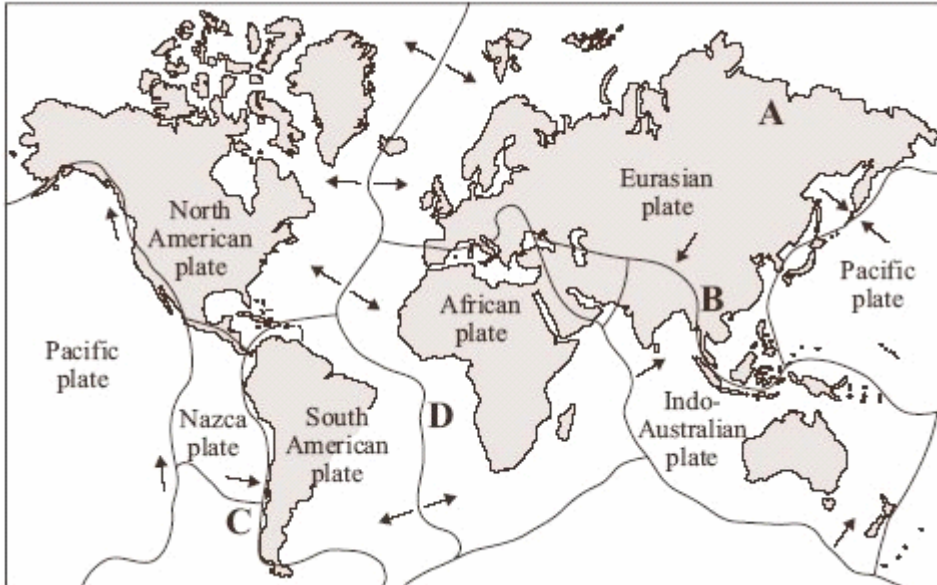 A
Eurasian
plate
North
American
plate
Pacific
plate
B
African
plate
Pacific
plate
Nazca
plate
South
American
plate
D
Indo-
Australian
plate
C